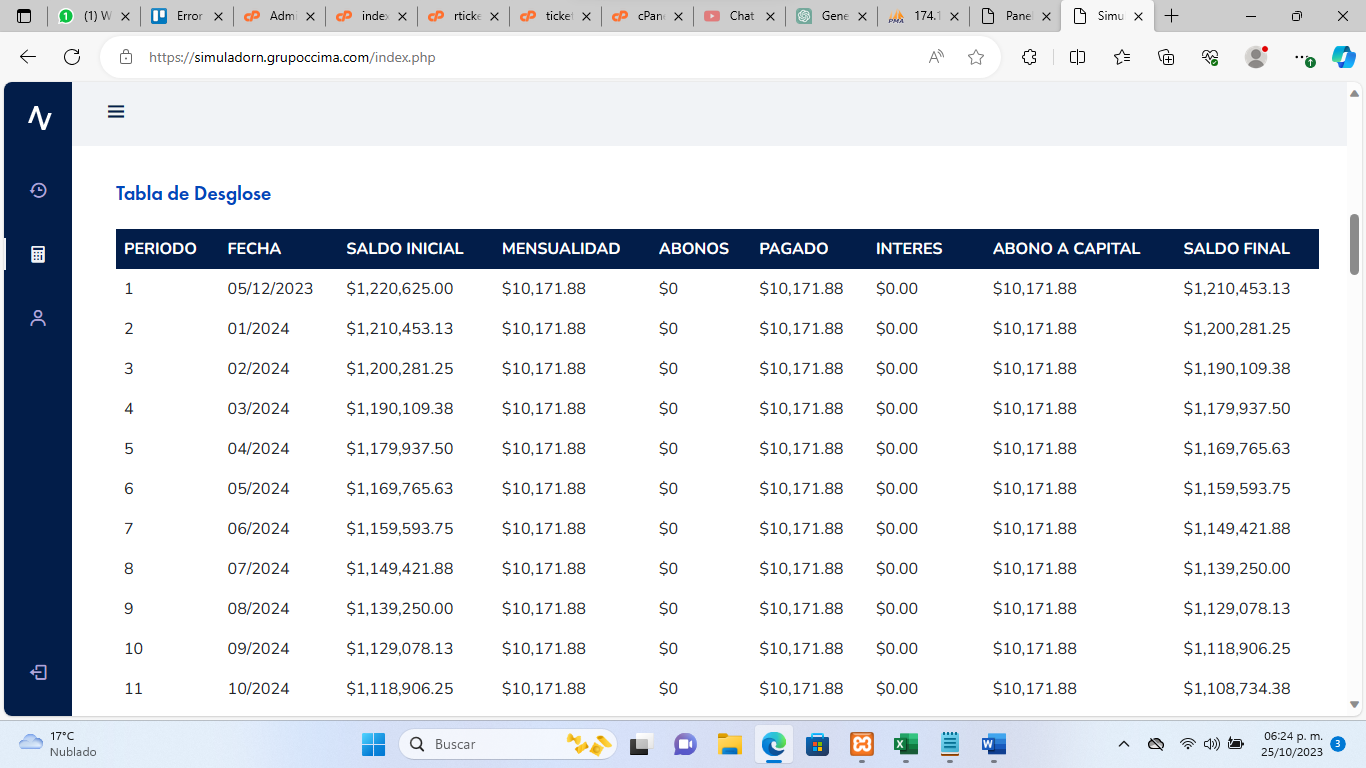 (1) W
Error
Admi
index
rticke
ticket
cPane
Chat
Gene
174.1
Panel
Simu
https://simuladorn.grupoccima.com/index.php
Tabla de Desglose
PERIODO FECHA SALDO INICIAL MENSUALIDAD ABONOS PAGADO INTERES ABONO A CAPITAL SALDO FINAL
1 05/12/2023 $1,220,625.00 $10,171.88 $0 $10,171.88 $0.00 $10,171.88 $1,210,453.13
2 01/2024 $1,210,453.13 $10,171.88 $0 $10,171.88 $0.00 $10,171.88 $1,200,281.25
3 02/2024 $1,200,281.25 $10,171.88 $0 $10,171.88 $0.00 $10,171.88 $1,190,109.38
4 03/2024 $1,190,109.38 $10,171.88 $0 $10,171.88 $0.00 $10,171.88 $1,179,937.50
5 04/2024 $1,179,937.50 $10,171.88 $0 $10,171.88 $0.00 $10,171.88 $1,169,765.63
6 05/2024 $1,169,765.63 $10,171.88 $0 $10,171.88 $0.00 $10,171.88 $1,159,593.75
7 06/2024 $1,159,593.75 $10,171.88 $0 $10,171.88 $0.00 $10,171.88 $1,149,421.88
8 07/2024 $1,149,421.88 $10,171.88 $0 $10,171.88 $0.00 $10,171.88 $1,139,250.00
9 08/2024 $1,139,250.00 $10,171.88 $0 $10,171.88 $0.00 $10,171.88 $1,129,078.13
10 09/2024 $1,129,078.13 $10,171.88 $0 $10,171.88 $0.00 $10,171.88 $1,118,906.25
11 10/2024 $1,118,906.25 $10,171.88 $0 $10,171.88 $0.00 $10,171.88 $1,108,734.38
17°C
Nublado
Buscar
06:24 p. m.
25/10/2023
3